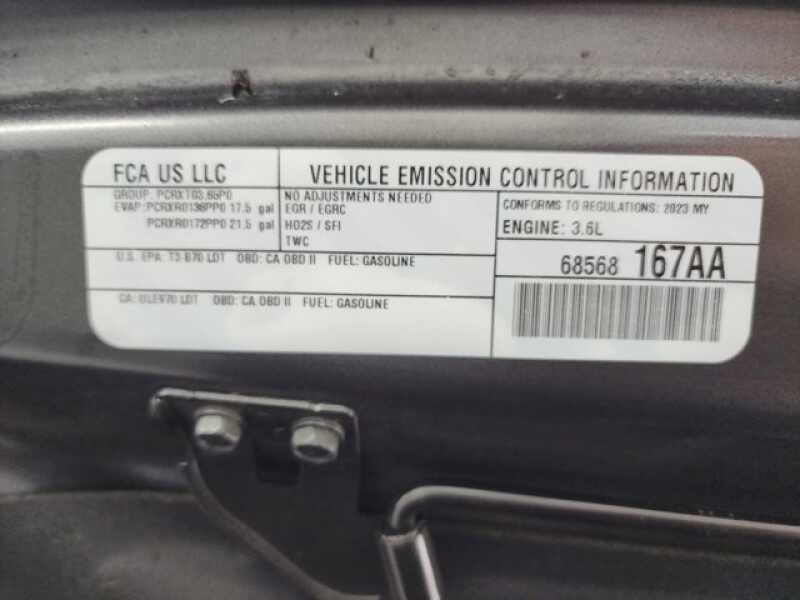 FCA US LLC
VEHICLE EMISSION CONTROL INFORMATION
GROUP: PCRXT03.65P0
EVAP: PCRXR0136PP0 17.5 gal
PCRXR0172PP0 21.5 gal
NO ADJUSTMENTS NEEDED
EGR / EGRC
HO2S / SFI
TWC
CONFORMS TO REGULATIONS: 2023 MY
ENGINE: 3.6L
U.S. EPA: T3-B70 LDT OBD: CA OBD II FUEL: GASOLINE
68568 167AA
CA: ULEV70 LDT OBD: CA OBD II FUEL: GASOLINE